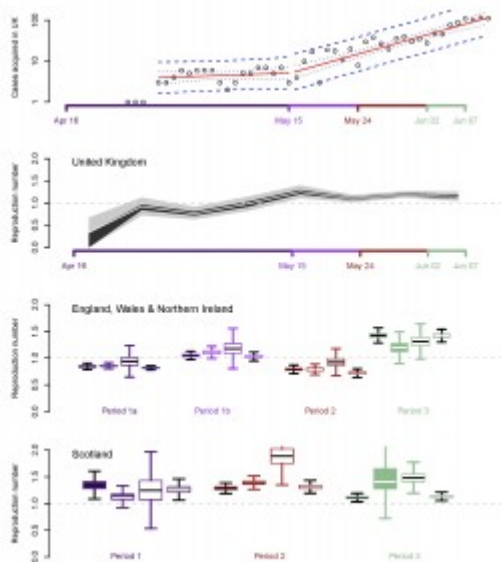 Cases acquired in UK
1 10 100
Apr 16 May 15 May 24 Jun 02 Jun 07
United Kingdom
Reproduction number
0.0 0.5 1.0 1.5 2.0
Apr 16 May 15 May 24 Jun 02 Jun 07
England, Wales & Northern Ireland
Reproduction number
0.0 0.5 1.0 1.5 2.0
Period 1a Period 1b Period 2 Period 3
Scotland
Reproduction number
0.0 0.5 1.0 1.5 2.0
Period 1 Period 2 Period 3